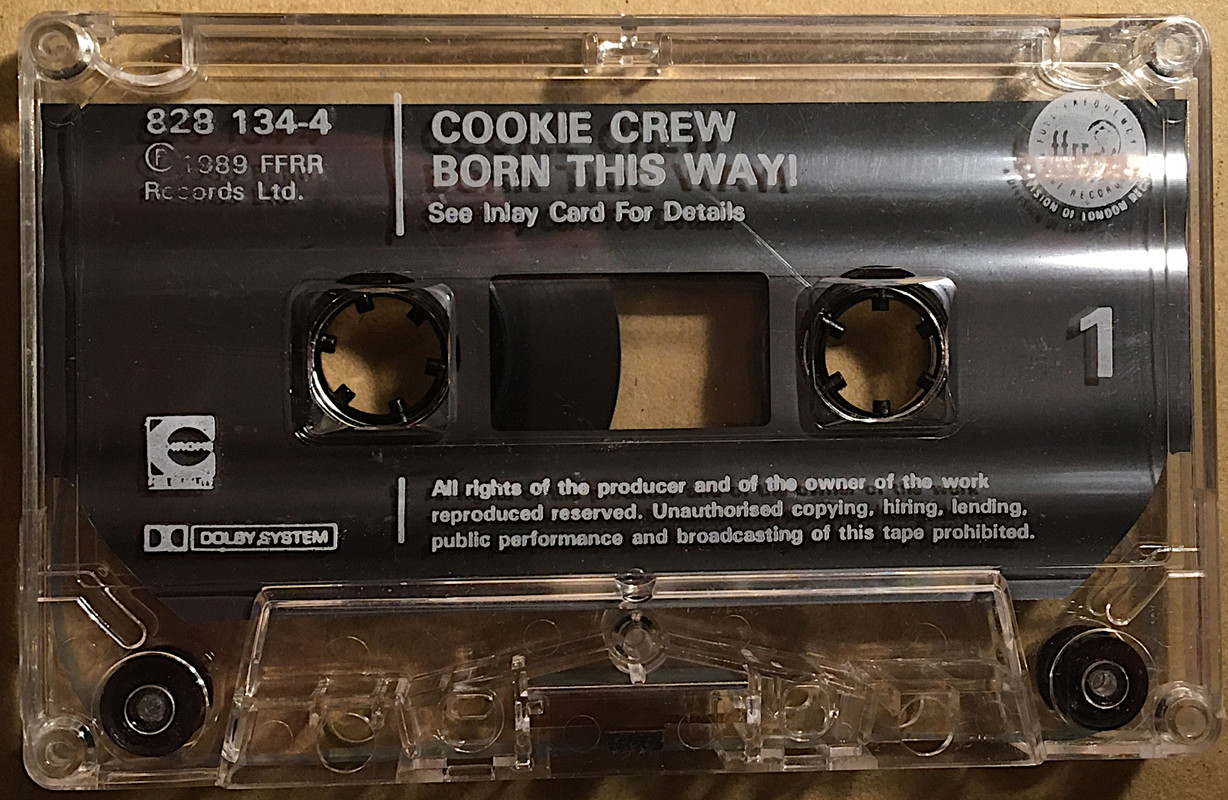 828 134-4
Ⓟ 1989 FFRR
Records Ltd.
COOKIE CREW
BORN THIS WAY!
See Inlay Card For Details
ffrr
1
DOLBY SYSTEM
All rights of the producer and of the owner of the work
reproduced reserved. Unauthorised copying, hiring, lending,
public performance and broadcasting of this tape prohibited.